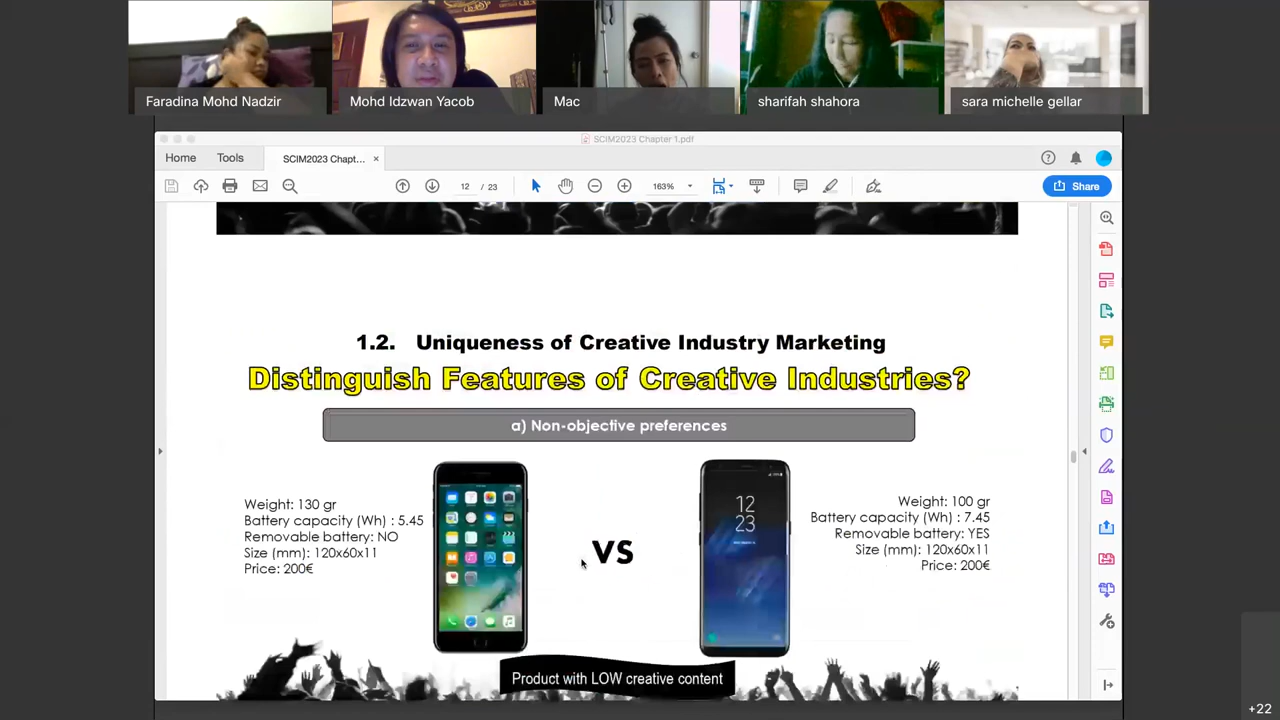 Faradina Mohd Nadzir
Mohd Idzwan Yacob
Mac
sharifah shahora
sara michelle gellar
SCIM2023 Chapter 1.pdf
Home
Tools
SCIM2023 Chapt...
12 / 23
163%
Share
1.2. Uniqueness of Creative Industry Marketing
Distinguish Features of Creative Industries?
a) Non-objective preferences
Weight: 130 gr
Battery capacity (Wh) : 5.45
Removable battery: NO
Size (mm): 120x60x11
Price: 200€
VS
12
23
Weight: 100 gr
Battery capacity (Wh) : 7.45
Removable battery: YES
Size (mm): 120x60x11
Price: 200€
Product with LOW creative content
+22